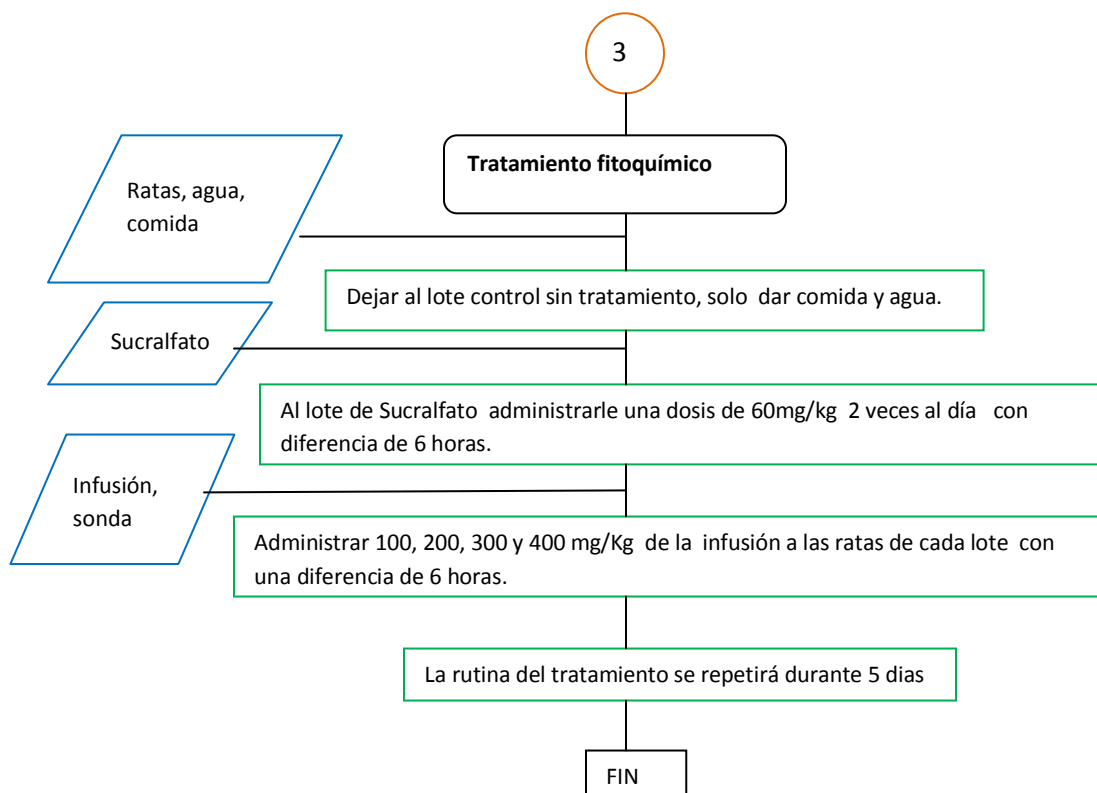 3
Tratamiento fitoquímico
Ratas, agua,
comida
Dejar al lote control sin tratamiento, solo dar comida y agua.
Sucralfato
Al lote de Sucralfato administrarle una dosis de 60mg/kg 2 veces al día con
diferencia de 6 horas.
Infusión,
sonda
Administrar 100, 200, 300 y 400 mg/Kg de la infusión a las ratas de cada lote con
una diferencia de 6 horas.
La rutina del tratamiento se repetirá durante 5 dias
FIN